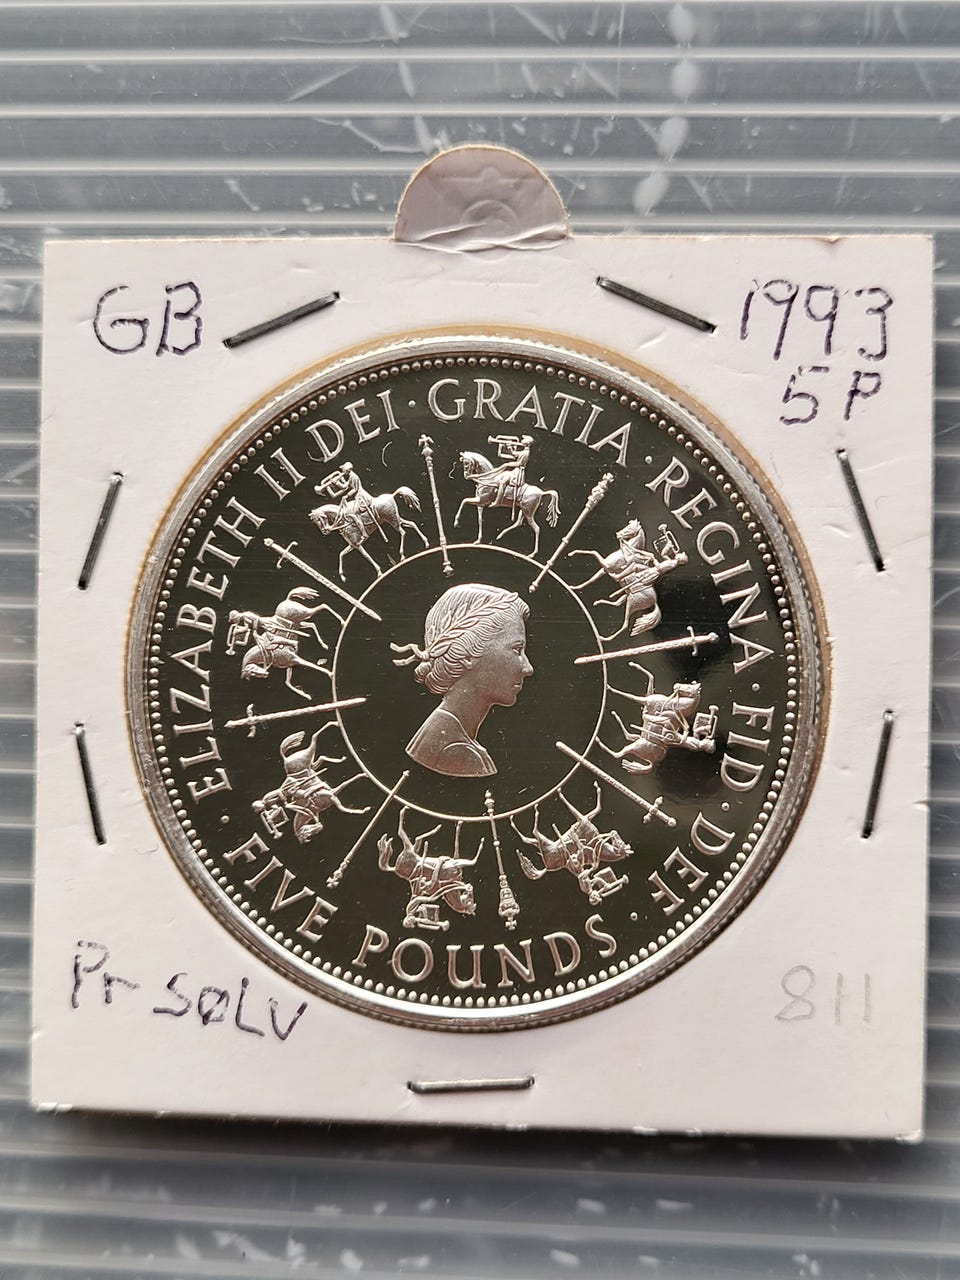 GB
1993
5P
ELIZABETH II DEI · GRATIA · REGINA · FID · DEF ·
FIVE POUNDS ·
Pr SØLV
811